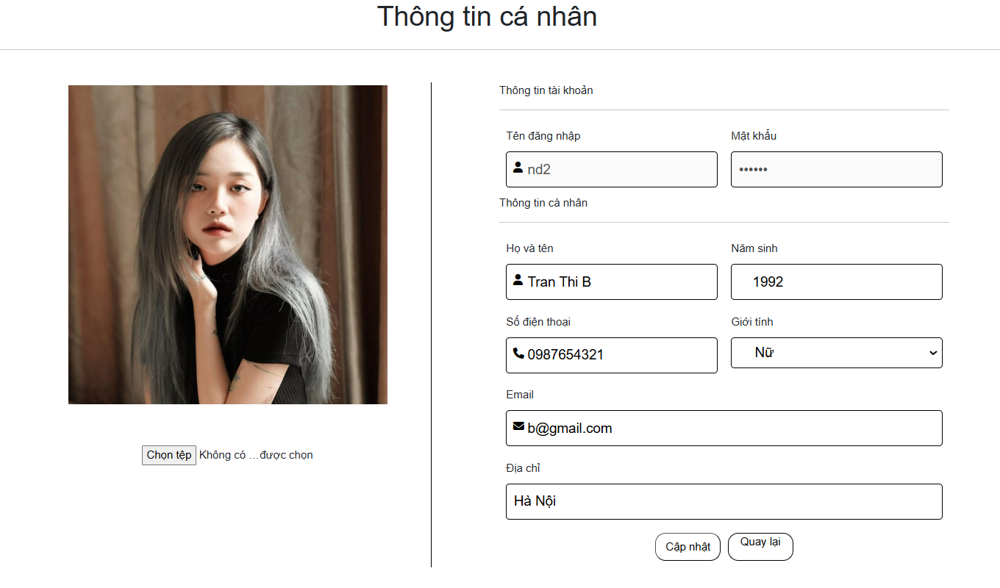 Thông tin cá nhân
Thông tin tài khoản
Tên đăng nhập
Mật khẩu
nd2
••••••
Thông tin cá nhân
Họ và tên
Năm sinh
Tran Thi B
1992
Số điện thoại
Giới tính
0987654321
Nữ
Email
b@gmail.com
Địa chỉ
Hà Nội
Cập nhật
Quay lại
Chọn tệp Không có ...được chọn